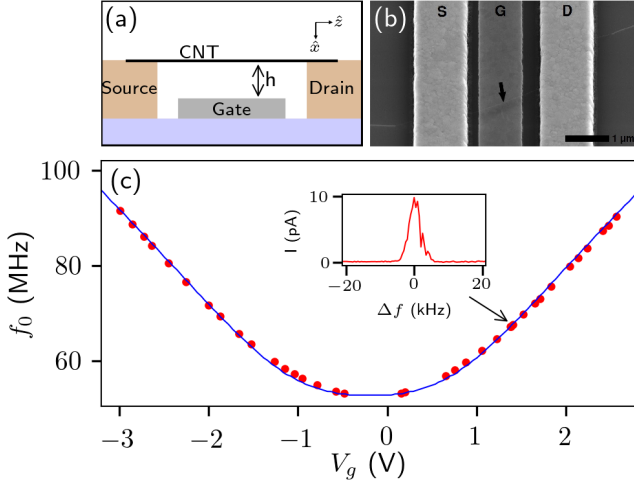 (a)
ẑ
x̂
CNT
h
Source
Drain
Gate
(b)
S G D
1 μm
(c)
100
80
60
f₀ (MHz)
10
0
I (pA)
−20 0 20
Δf (kHz)
−3 −2 −1 0 1 2
V_g (V)